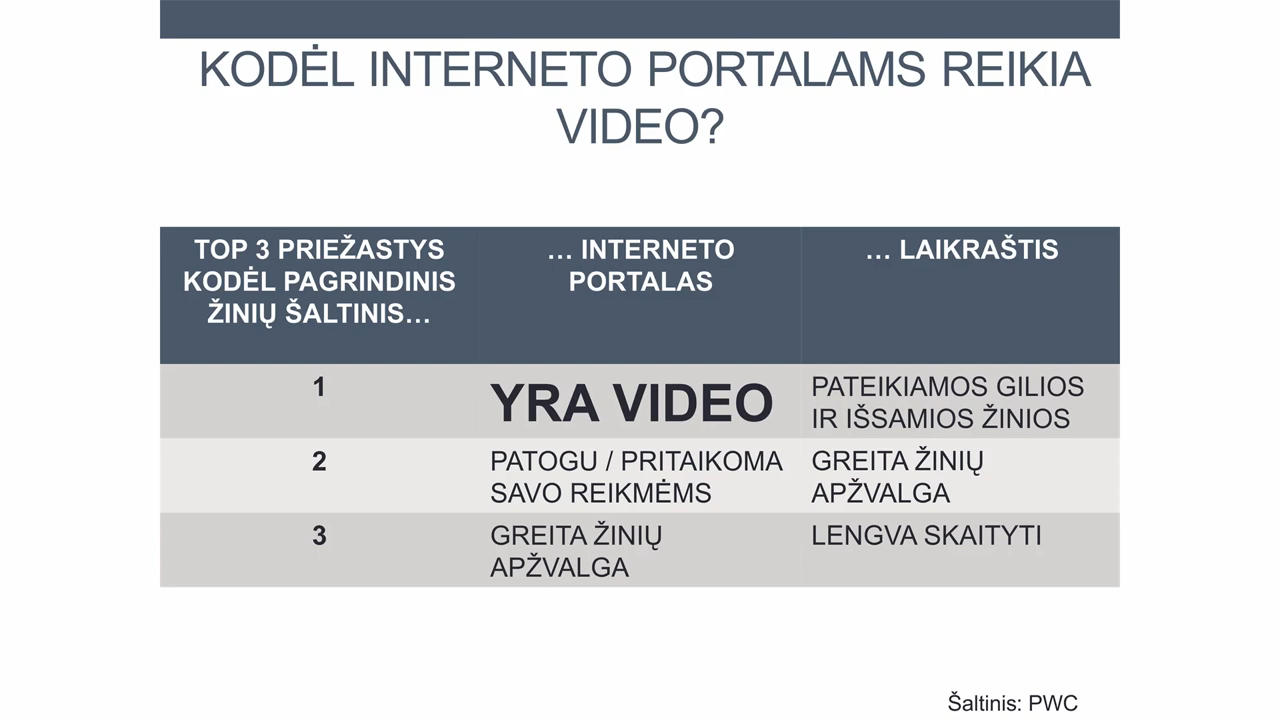 KODĖL INTERNETO PORTALAMS REIKIA
VIDEO?
TOP 3 PRIEŽASTYS
KODĖL PAGRINDINIS
ŽINIŲ ŠALTINIS…
… INTERNETO
PORTALAS
… LAIKRAŠTIS
1
YRA VIDEO
PATEIKIAMOS GILIOS
IR IŠSAMIOS ŽINIOS
2
PATOGU / PRITAIKOMA
SAVO REIKMĖMS
GREITA ŽINIŲ
APŽVALGA
3
GREITA ŽINIŲ
APŽVALGA
LENGVA SKAITYTI
Šaltinis: PWC